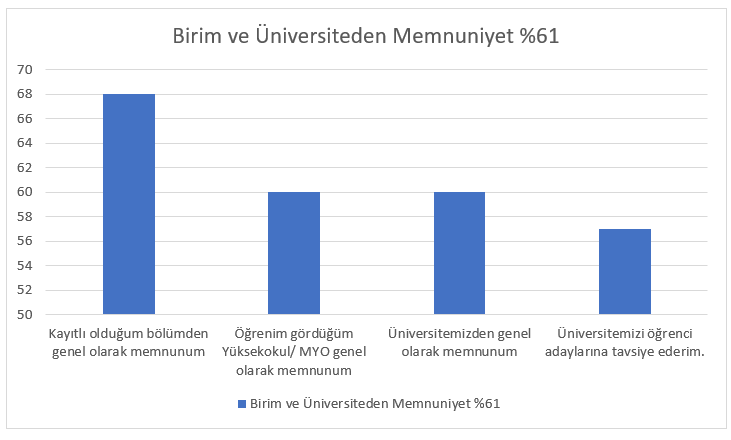 Birim ve Üniversiteden Memnuniyet %61
70
68
66
64
62
60
58
56
54
52
50
Kayıtlı olduğum bölümden
genel olarak memnunum
Öğrenim gördüğüm
Yüksekokul/ MYO genel
olarak memnunum
Üniversitemizden genel
olarak memnunum
Üniversitemizi öğrenci
adaylarına tavsiye ederim.
Birim ve Üniversiteden Memnuniyet %61